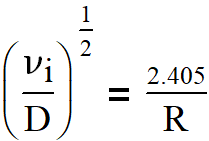 (νi/D)^(1/2) = 2.405/R